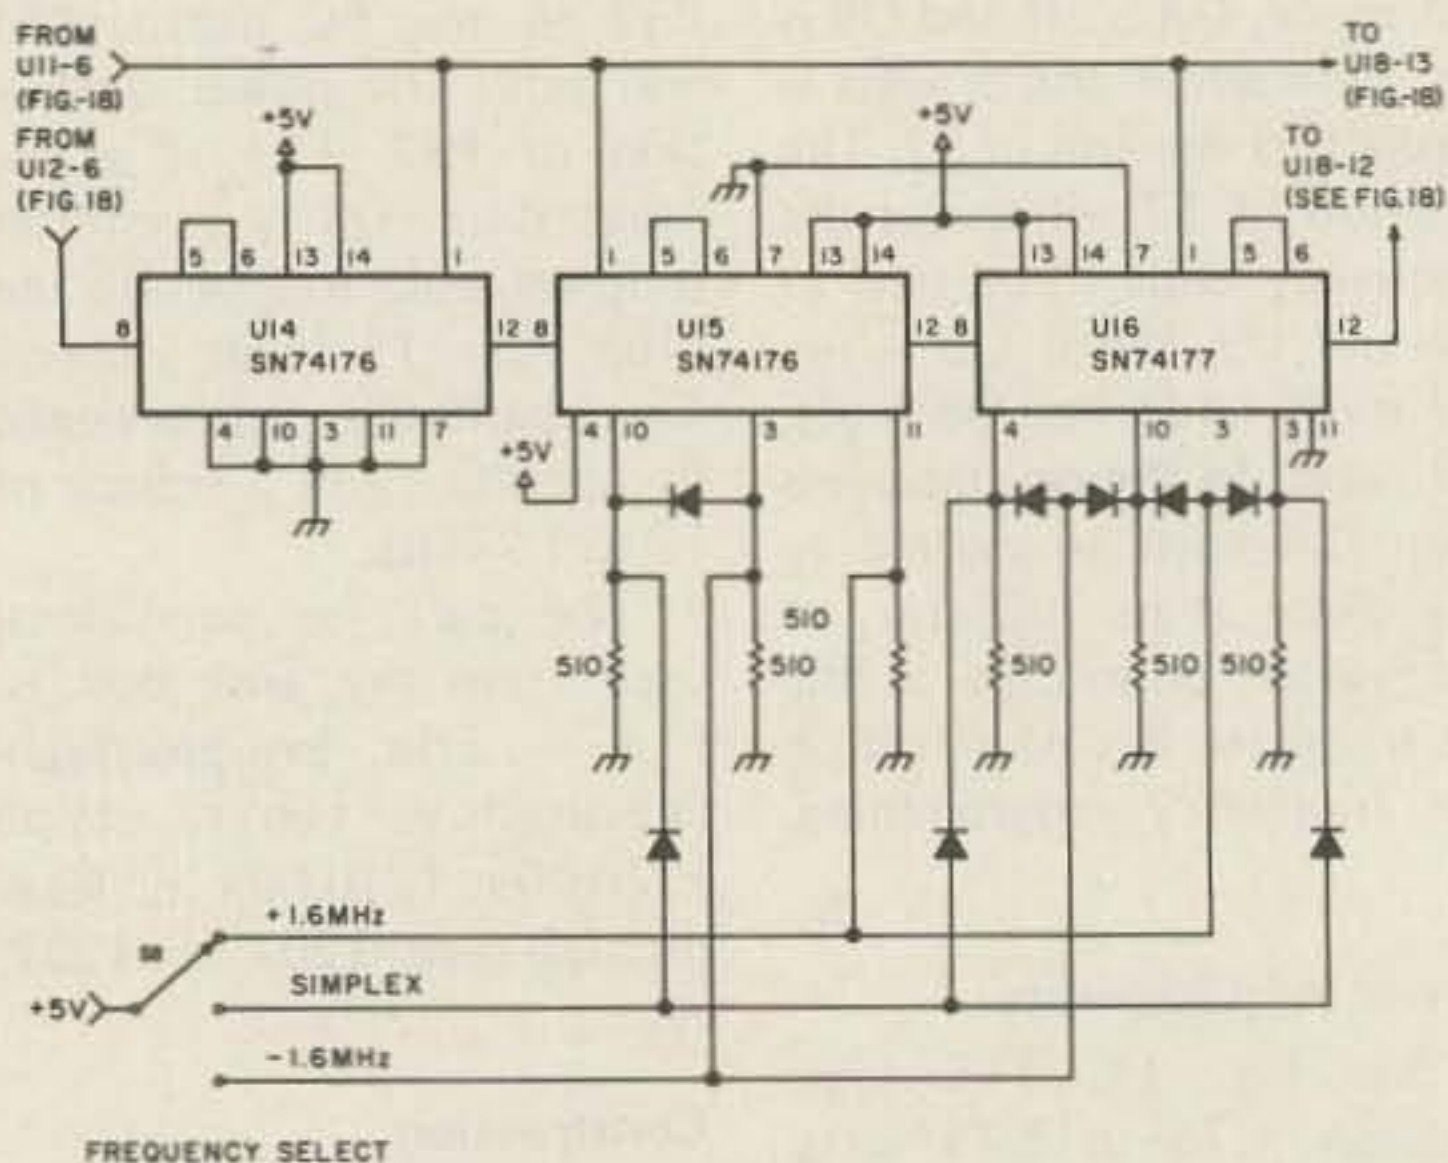 FROM
U11-6
(FIG.-18)
TO
U18-13
(FIG.-18)
FROM
U12-6
(FIG. 18)
+5V
+5V
TO
U18-12
(SEE FIG. 18)
5 6 13 14 1
1 5 6 7 13 14
13 14 7 1 5 6
8 U14 12
SN74176
8 U15 12
SN74176
8 U16 12
SN74177
4 10 3 11 7
+5V
4 10 3 11
4 10 3 3 11
510
510
510
510
510
510
+1.6MHz
S8
SIMPLEX
+5V
-1.6MHz
FREQUENCY SELECT